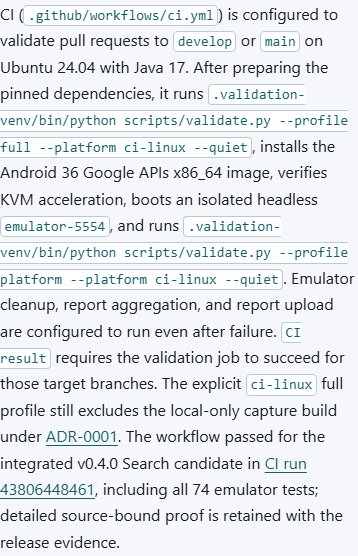 CI (.github/workflows/ci.yml) is configured to
validate pull requests to develop or main on
Ubuntu 24.04 with Java 17. After preparing the
pinned dependencies, it runs .validation-
venv/bin/python scripts/validate.py --profile
full --platform ci-linux --quiet, installs the
Android 36 Google APIs x86_64 image, verifies
KVM acceleration, boots an isolated headless
emulator-5554, and runs .validation-
venv/bin/python scripts/validate.py --profile
platform --platform ci-linux --quiet. Emulator
cleanup, report aggregation, and report upload
are configured to run even after failure. CI
result requires the validation job to succeed for
those target branches. The explicit ci-linux full
profile still excludes the local-only capture build
under ADR-0001. The workflow passed for the
integrated v0.4.0 Search candidate in CI run
43806448461, including all 74 emulator tests;
detailed source-bound proof is retained with the
release evidence.